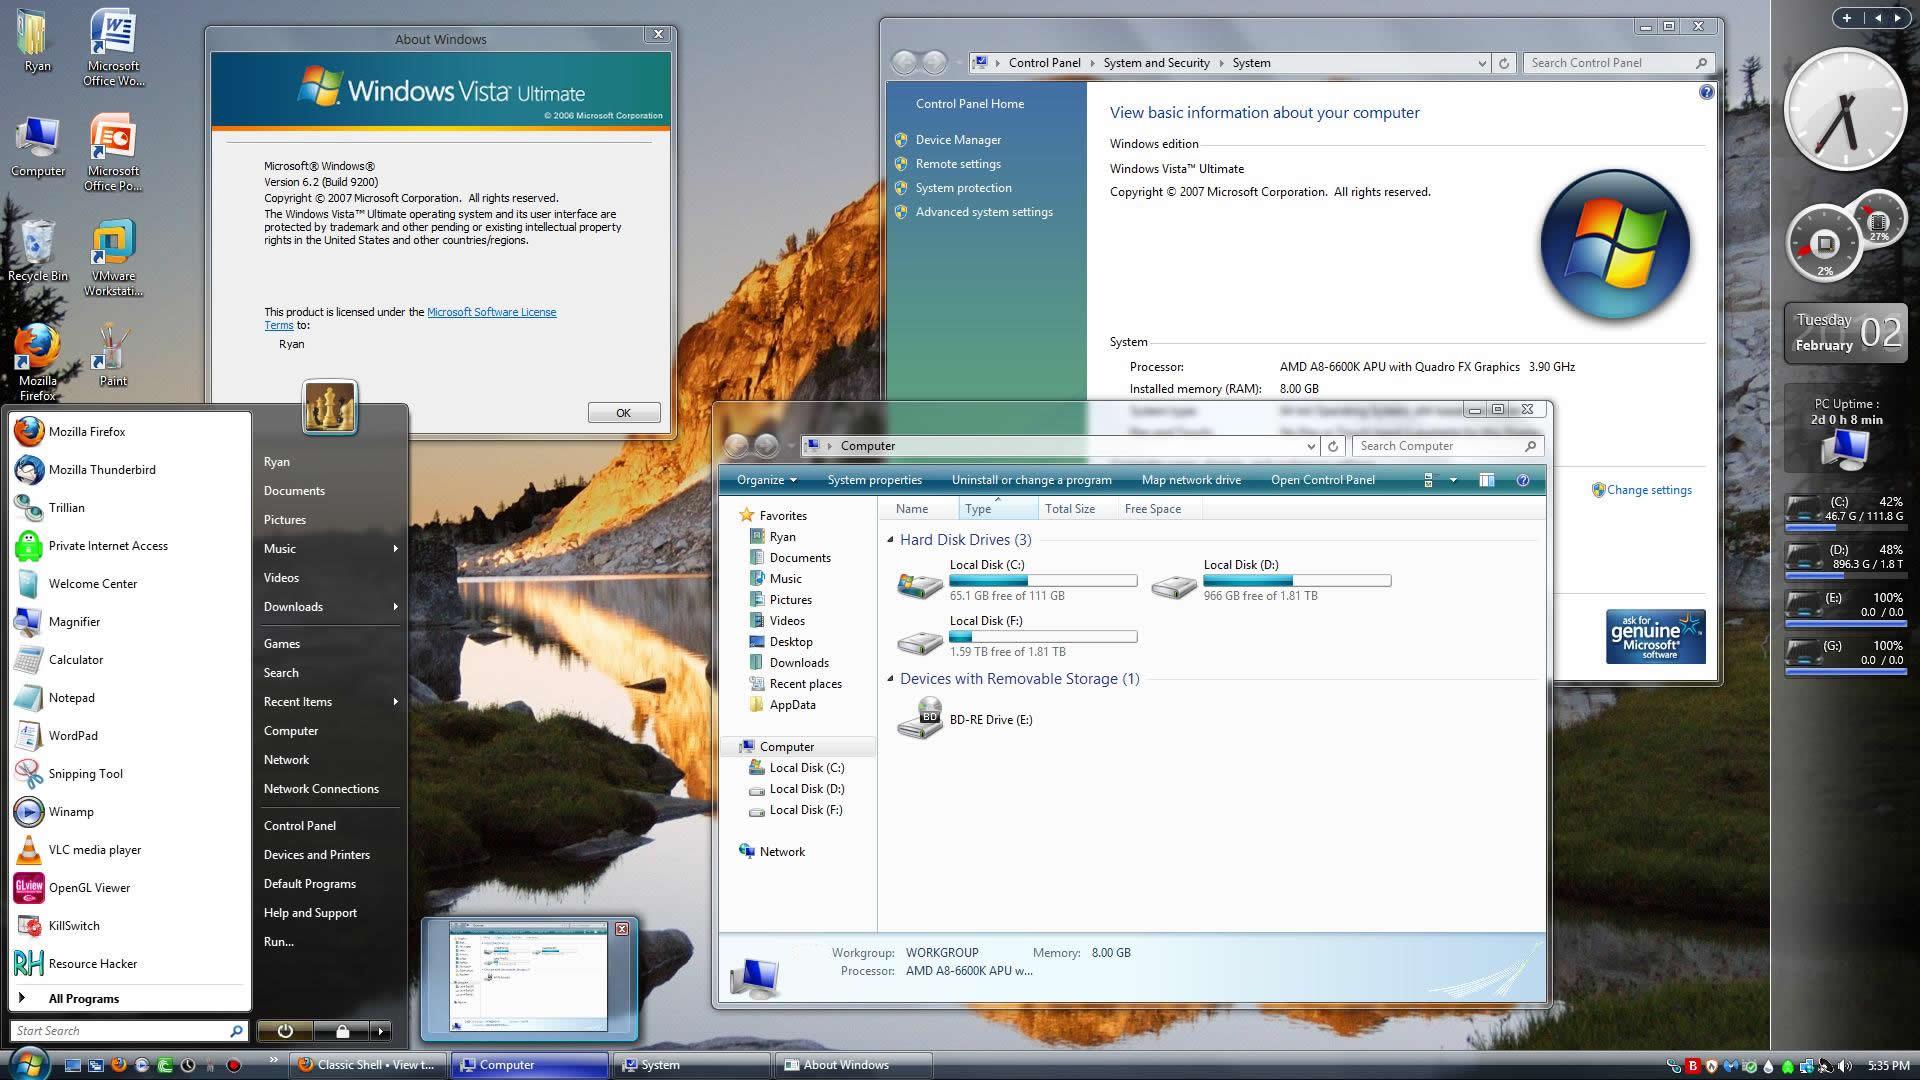 Ryan
Microsoft
Office Wo...
Computer
Microsoft
Office Po...
Recycle Bin
VMware
Workstati...
Mozilla
Firefox
Paint
About Windows
Windows Vista™ Ultimate
© 2006 Microsoft Corporation
Microsoft® Windows®
Version 6.2 (Build 9200)
Copyright © 2007 Microsoft Corporation. All rights reserved.
The Windows Vista™ Ultimate operating system and its user interface are
protected by trademark and other pending or existing intellectual property
rights in the United States and other countries/regions.
This product is licensed under the Microsoft Software License
Terms to:
Ryan
OK
Control Panel
System and Security
System
Search Control Panel
Control Panel Home
Device Manager
Remote settings
System protection
Advanced system settings
View basic information about your computer
Windows edition
Windows Vista™ Ultimate
Copyright © 2007 Microsoft Corporation. All rights reserved.
System
Processor: AMD A8-6600K APU with Quadro FX Graphics 3.90 GHz
Installed memory (RAM): 8.00 GB
Change settings
ask for
genuine
Microsoft
software
Computer
Search Computer
Organize
System properties
Uninstall or change a program
Map network drive
Open Control Panel
Name
Type
Total Size
Free Space
Favorites
Ryan
Documents
Music
Pictures
Videos
Desktop
Downloads
Recent places
AppData
Computer
Local Disk (C:)
Local Disk (D:)
Local Disk (F:)
Network
Hard Disk Drives (3)
Local Disk (C:)
65.1 GB free of 111 GB
Local Disk (D:)
966 GB free of 1.81 TB
Local Disk (F:)
1.59 TB free of 1.81 TB
Devices with Removable Storage (1)
BD
BD-RE Drive (E:)
Workgroup: WORKGROUP
Memory: 8.00 GB
Processor: AMD A8-6600K APU w...
Mozilla Firefox
Mozilla Thunderbird
Trillian
Private Internet Access
Welcome Center
Magnifier
Calculator
Notepad
WordPad
Snipping Tool
Winamp
VLC media player
GLview
OpenGL Viewer
KillSwitch
RH
Resource Hacker
All Programs
Start Search
Ryan
Documents
Pictures
Music
Videos
Downloads
Games
Search
Recent Items
Computer
Network
Network Connections
Control Panel
Devices and Printers
Default Programs
Help and Support
Run...
27%
2%
Tuesday
February
02
PC Uptime :
2d 0 h 8 min
(C:) 42%
46.7 G / 111.8 G
(D:) 48%
896.3 G / 1.8 T
(E:) 100%
0.0 / 0.0
(G:) 100%
0.0 / 0.0
Classic Shell • View t...
Computer
System
About Windows
5:35 PM